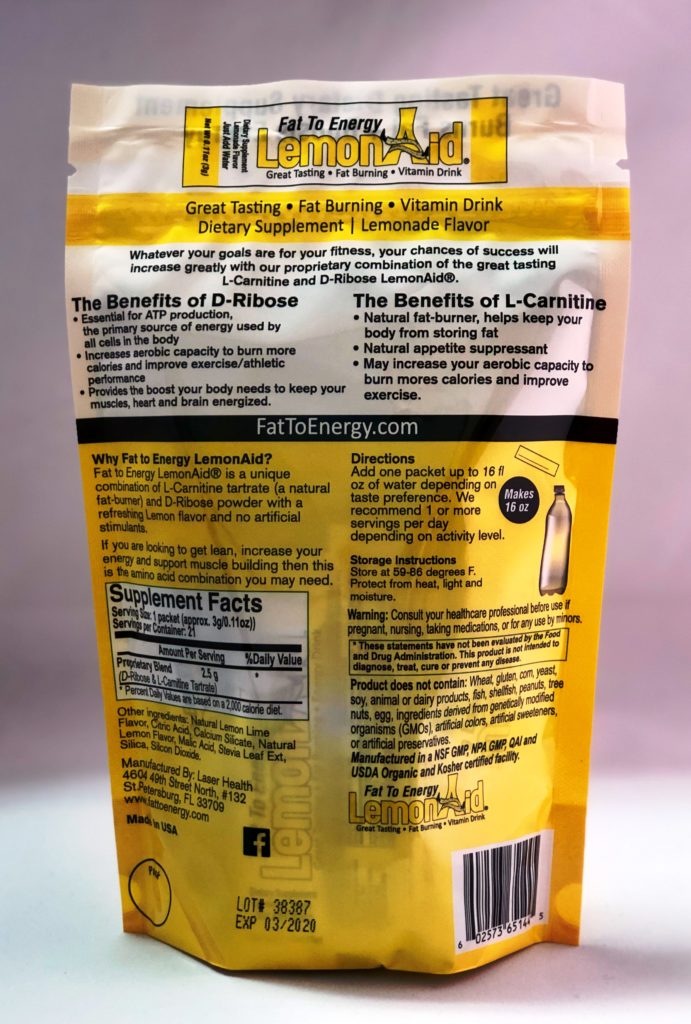 Great Tasting Dietary Supplement
Fat To Energy
LemonAid®
Great Tasting • Fat Burning • Vitamin Drink
Dietary Supplement
Lemonade Flavor
Just Add Water
Net Wt 0.11oz (3g)
Great Tasting • Fat Burning • Vitamin Drink
Dietary Supplement | Lemonade Flavor
Whatever your goals are for your fitness, your chances of success will
increase greatly with our proprietary combination of the great tasting
L-Carnitine and D-Ribose LemonAid®.
The Benefits of D-Ribose
• Essential for ATP production,
the primary source of energy used by
all cells in the body
• Increases aerobic capacity to burn more
calories and improve exercise/athletic
performance
• Provides the boost your body needs to keep your
muscles, heart and brain energized.
The Benefits of L-Carnitine
• Natural fat-burner, helps keep your
body from storing fat
• Natural appetite suppressant
• May increase your aerobic capacity to
burn mores calories and improve
exercise.
FatToEnergy.com
Why Fat to Energy LemonAid?
Fat to Energy LemonAid® is a unique
combination of L-Carnitine tartrate (a natural
fat-burner) and D-Ribose powder with a
refreshing Lemon flavor and no artificial
stimulants.
If you are looking to get lean, increase your
energy and support muscle building then this
is the amino acid combination you may need.
Supplement Facts
Serving Size: 1 packet (approx. 3g/0.11oz))
Servings per Container: 21
Amount Per Serving %Daily Value
Proprietary Blend 2.5 g *
(D-Ribose & L-Carnitine Tartrate)
* Percent Daily Values are based on a 2,000 calorie diet.
Other ingredients: Natural Lemon Lime
Flavor, Citric Acid, Calcium Silicate, Natural
Lemon Flavor, Malic Acid, Stevia Leaf Ext,
Silica, Silicon Dioxide.
Manufactured By: Laser Health
4604 49th Street North, #132
St.Petersburg, FL 33709
www.fattoenergy.com
Made in USA
Directions
Add one packet up to 16 fl
oz of water depending on
taste preference. We
recommend 1 or more
servings per day
depending on activity level.
Makes
16 oz
Storage Instructions
Store at 59-86 degrees F.
Protect from heat, light and
moisture.
Warning: Consult your healthcare professional before use if
pregnant, nursing, taking medications, or for any use by minors.
* These statements have not been evaluated by the Food
and Drug Administration. This product is not intended to
diagnose, treat, cure or prevent any disease.
Product does not contain: Wheat, gluten, corn, yeast,
soy, animal or dairy products, fish, shellfish, peanuts, tree
nuts, egg, ingredients derived from genetically modified
organisms (GMOs), artificial colors, artificial sweeteners,
or artificial preservatives.
Manufactured in a NSF GMP, NPA GMP, QAI and
USDA Organic and Kosher certified facility.
Fat To Energy
LemonAid®
Great Tasting • Fat Burning • Vitamin Drink
f
LOT# 38387
EXP 03/2020
6 02573 65144 5